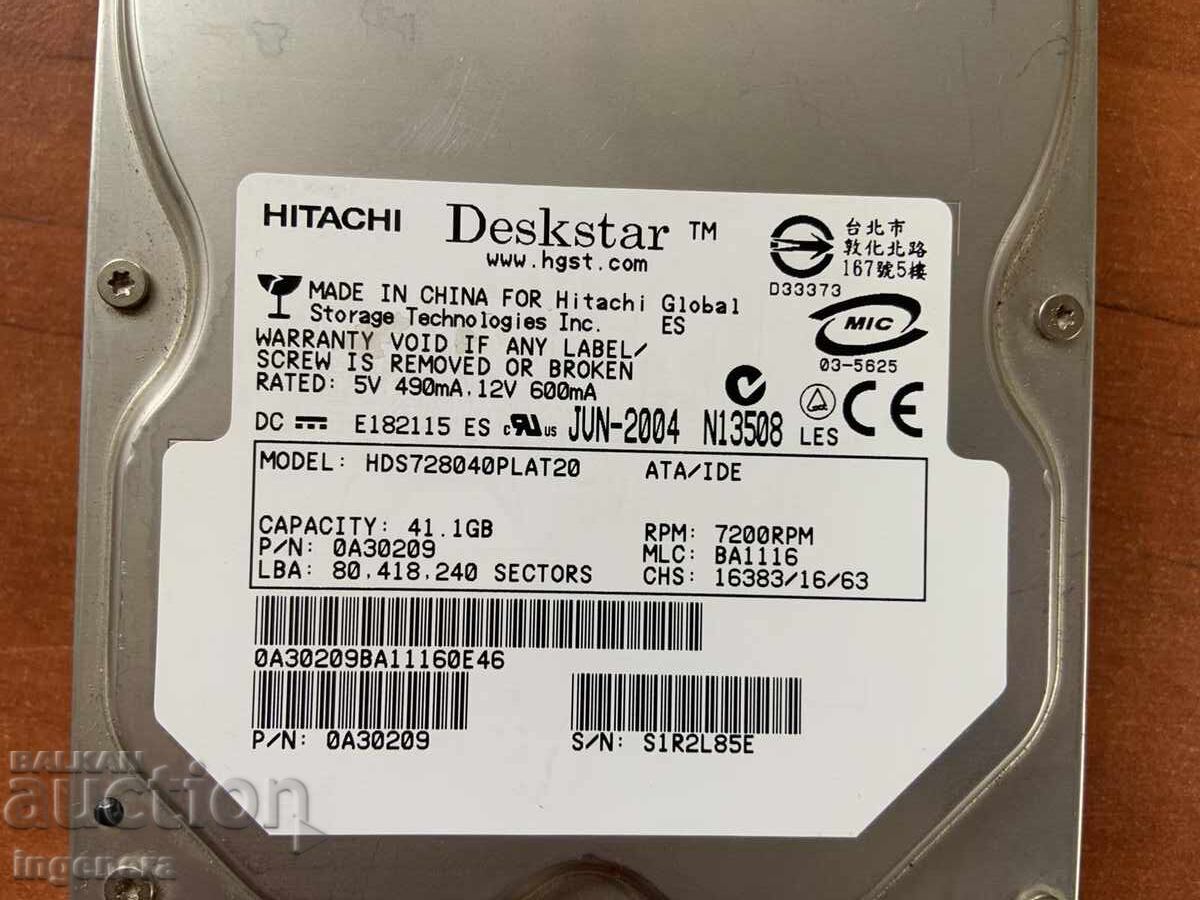 HITACHI Deskstar ™
www.hgst.com
台北市
敦化北路
167號5樓
D33373
MADE IN CHINA FOR Hitachi Global
Storage Technologies Inc. ES
MIC
03-5625
WARRANTY VOID IF ANY LABEL/
SCREW IS REMOVED OR BROKEN
RATED: 5V 490mA, 12V 600mA
DC E182115 ES c RU us JUN-2004 N13508 LES CE
MODEL: HDS728040PLAT20 ATA/IDE
CAPACITY: 41.1GB RPM: 7200RPM
P/N: 0A30209 MLC: BA1116
LBA: 80,418,240 SECTORS CHS: 16383/16/63
0A30209BA11160E46
P/N: 0A30209 S/N: S1R2L85E
BALKAN
auction
ingenera